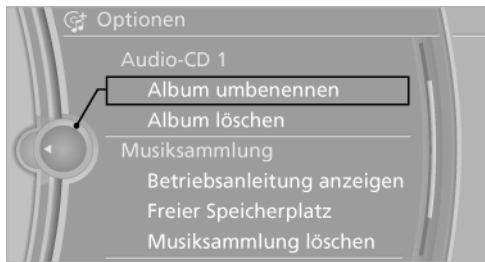 Optionen
Audio-CD 1
Album umbenennen
Album löschen
Musiksammlung
Betriebsanleitung anzeigen
Freier Speicherplatz
Musiksammlung löschen